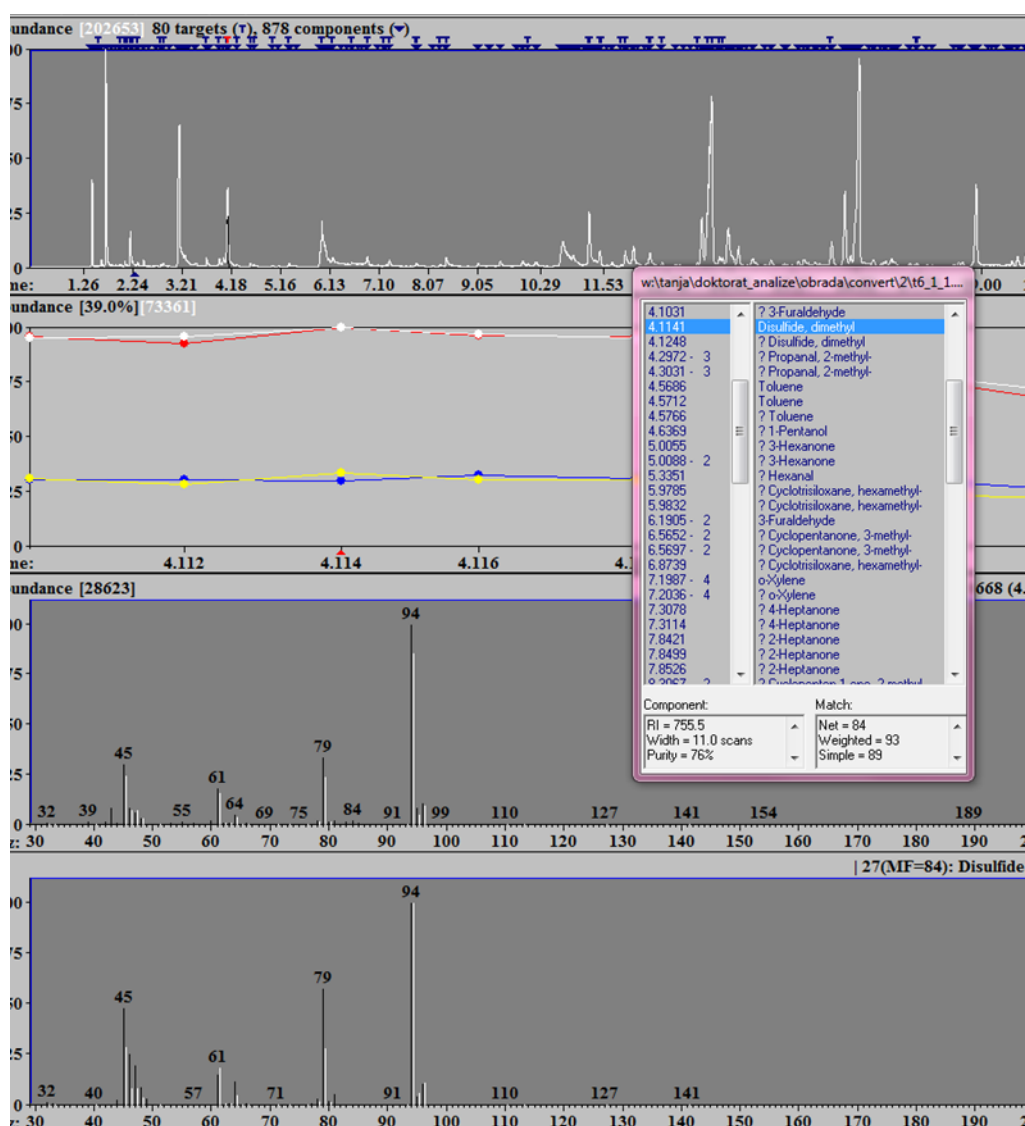 undance [202653] 80 targets (T), 878 components (▼)
00
75
50
25
0
me: 1.26 2.24 3.21 4.18 5.16 6.13 7.10 8.07 9.05 10.29 11.53
0.00
undance [39.0%] [73361]
00
75
50
25
0
me: 4.112 4.114 4.116 4.1
w:\tanja\doktorat_analize\obrada\convert\2\t6_1_1....
4.1031 ? 3-Furaldehyde
4.1141 Disulfide, dimethyl
4.1248 ? Disulfide, dimethyl
4.2972 - 3 ? Propanal, 2-methyl-
4.3031 - 3 ? Propanal, 2-methyl-
4.5686 Toluene
4.5712 Toluene
4.5766 ? Toluene
4.6369 ? 1-Pentanol
5.0055 ? 3-Hexanone
5.0088 - 2 ? 3-Hexanone
5.3351 ? Hexanal
5.9785 ? Cyclotrisiloxane, hexamethyl-
5.9832 ? Cyclotrisiloxane, hexamethyl-
6.1905 - 2 3-Furaldehyde
6.5652 - 2 ? Cyclopentanone, 3-methyl-
6.5697 - 2 ? Cyclopentanone, 3-methyl-
6.8739 ? Cyclotrisiloxane, hexamethyl-
7.1987 - 4 o-Xylene
7.2036 - 4 ? o-Xylene
7.3078 ? 4-Heptanone
7.3114 ? 4-Heptanone
7.8421 ? 2-Heptanone
7.8499 ? 2-Heptanone
7.8526 ? 2-Heptanone
Component: Match:
RI = 755.5 Net = 84
Width = 11.0 scans Weighted = 93
Purity = 76% Simple = 89
undance [28623] 668 (4.
00
75
50
25
0
94
45 79
61
32 39 55 64 69 75 84 91 99 110 127 141 154 189
z: 30 40 50 60 70 80 90 100 110 120 130 140 150 160 170 180 190 2
| 27(MF=84): Disulfide
00
75
50
25
0
94
79
45
61
32 40 57 71 91 110 127 141
z: 30 40 50 60 70 80 90 100 110 120 130 140 150 160 170 180 190 2